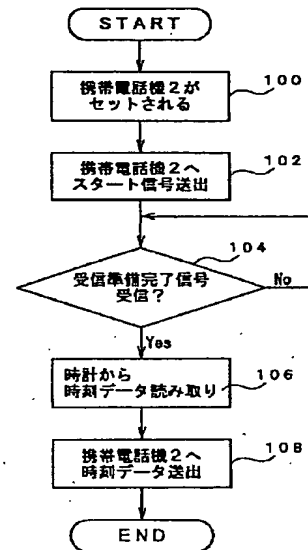 START
携帯電話機2が
セットされる
100
携帯電話機2へ
スタート信号送出
102
受信準備完了信号
受信?
104
No
Yes
時計から
時刻データ読み取り
106
携帯電話機2へ
時刻データ送出
108
END